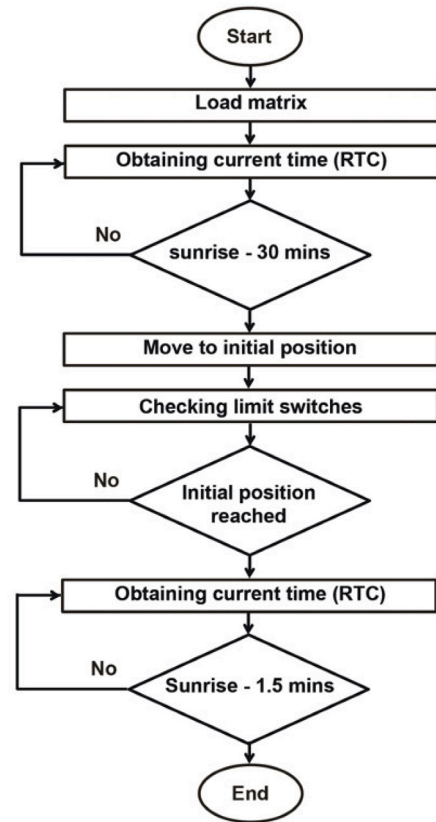 Start
Load matrix
Obtaining current time (RTC)
No
sunrise - 30 mins
Move to initial position
Checking limit switches
No
Initial position
reached
Obtaining current time (RTC)
No
Sunrise - 1.5 mins
End